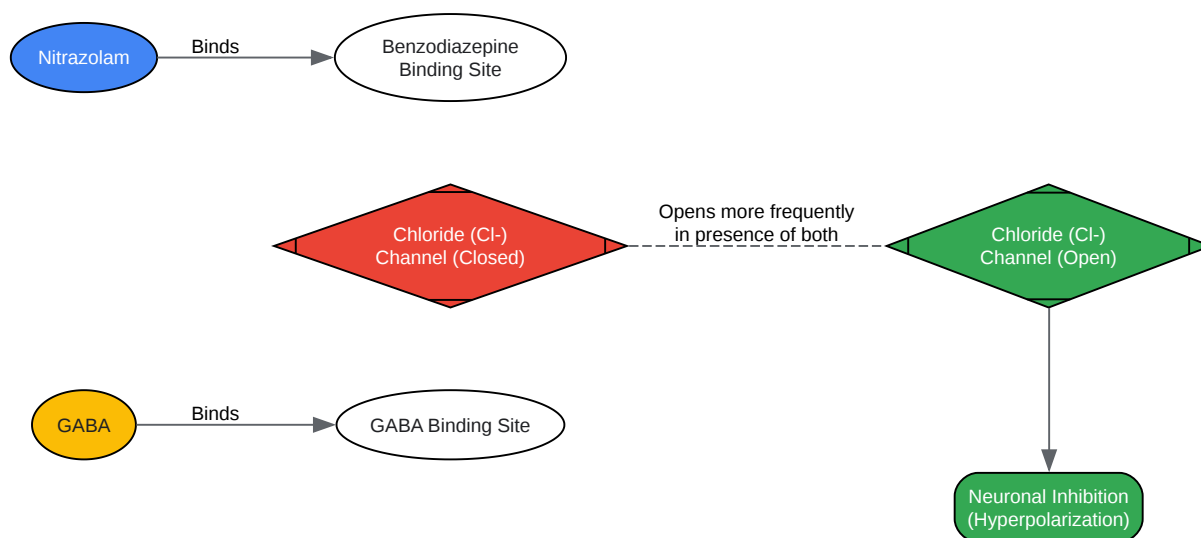 Nitrazolam
Binds
Benzodiazepine
Binding Site
Chloride (Cl-)
Channel (Closed)
Opens more frequently
in presence of both
Chloride (Cl-)
Channel (Open)
GABA
Binds
GABA Binding Site
Neuronal Inhibition
(Hyperpolarization)